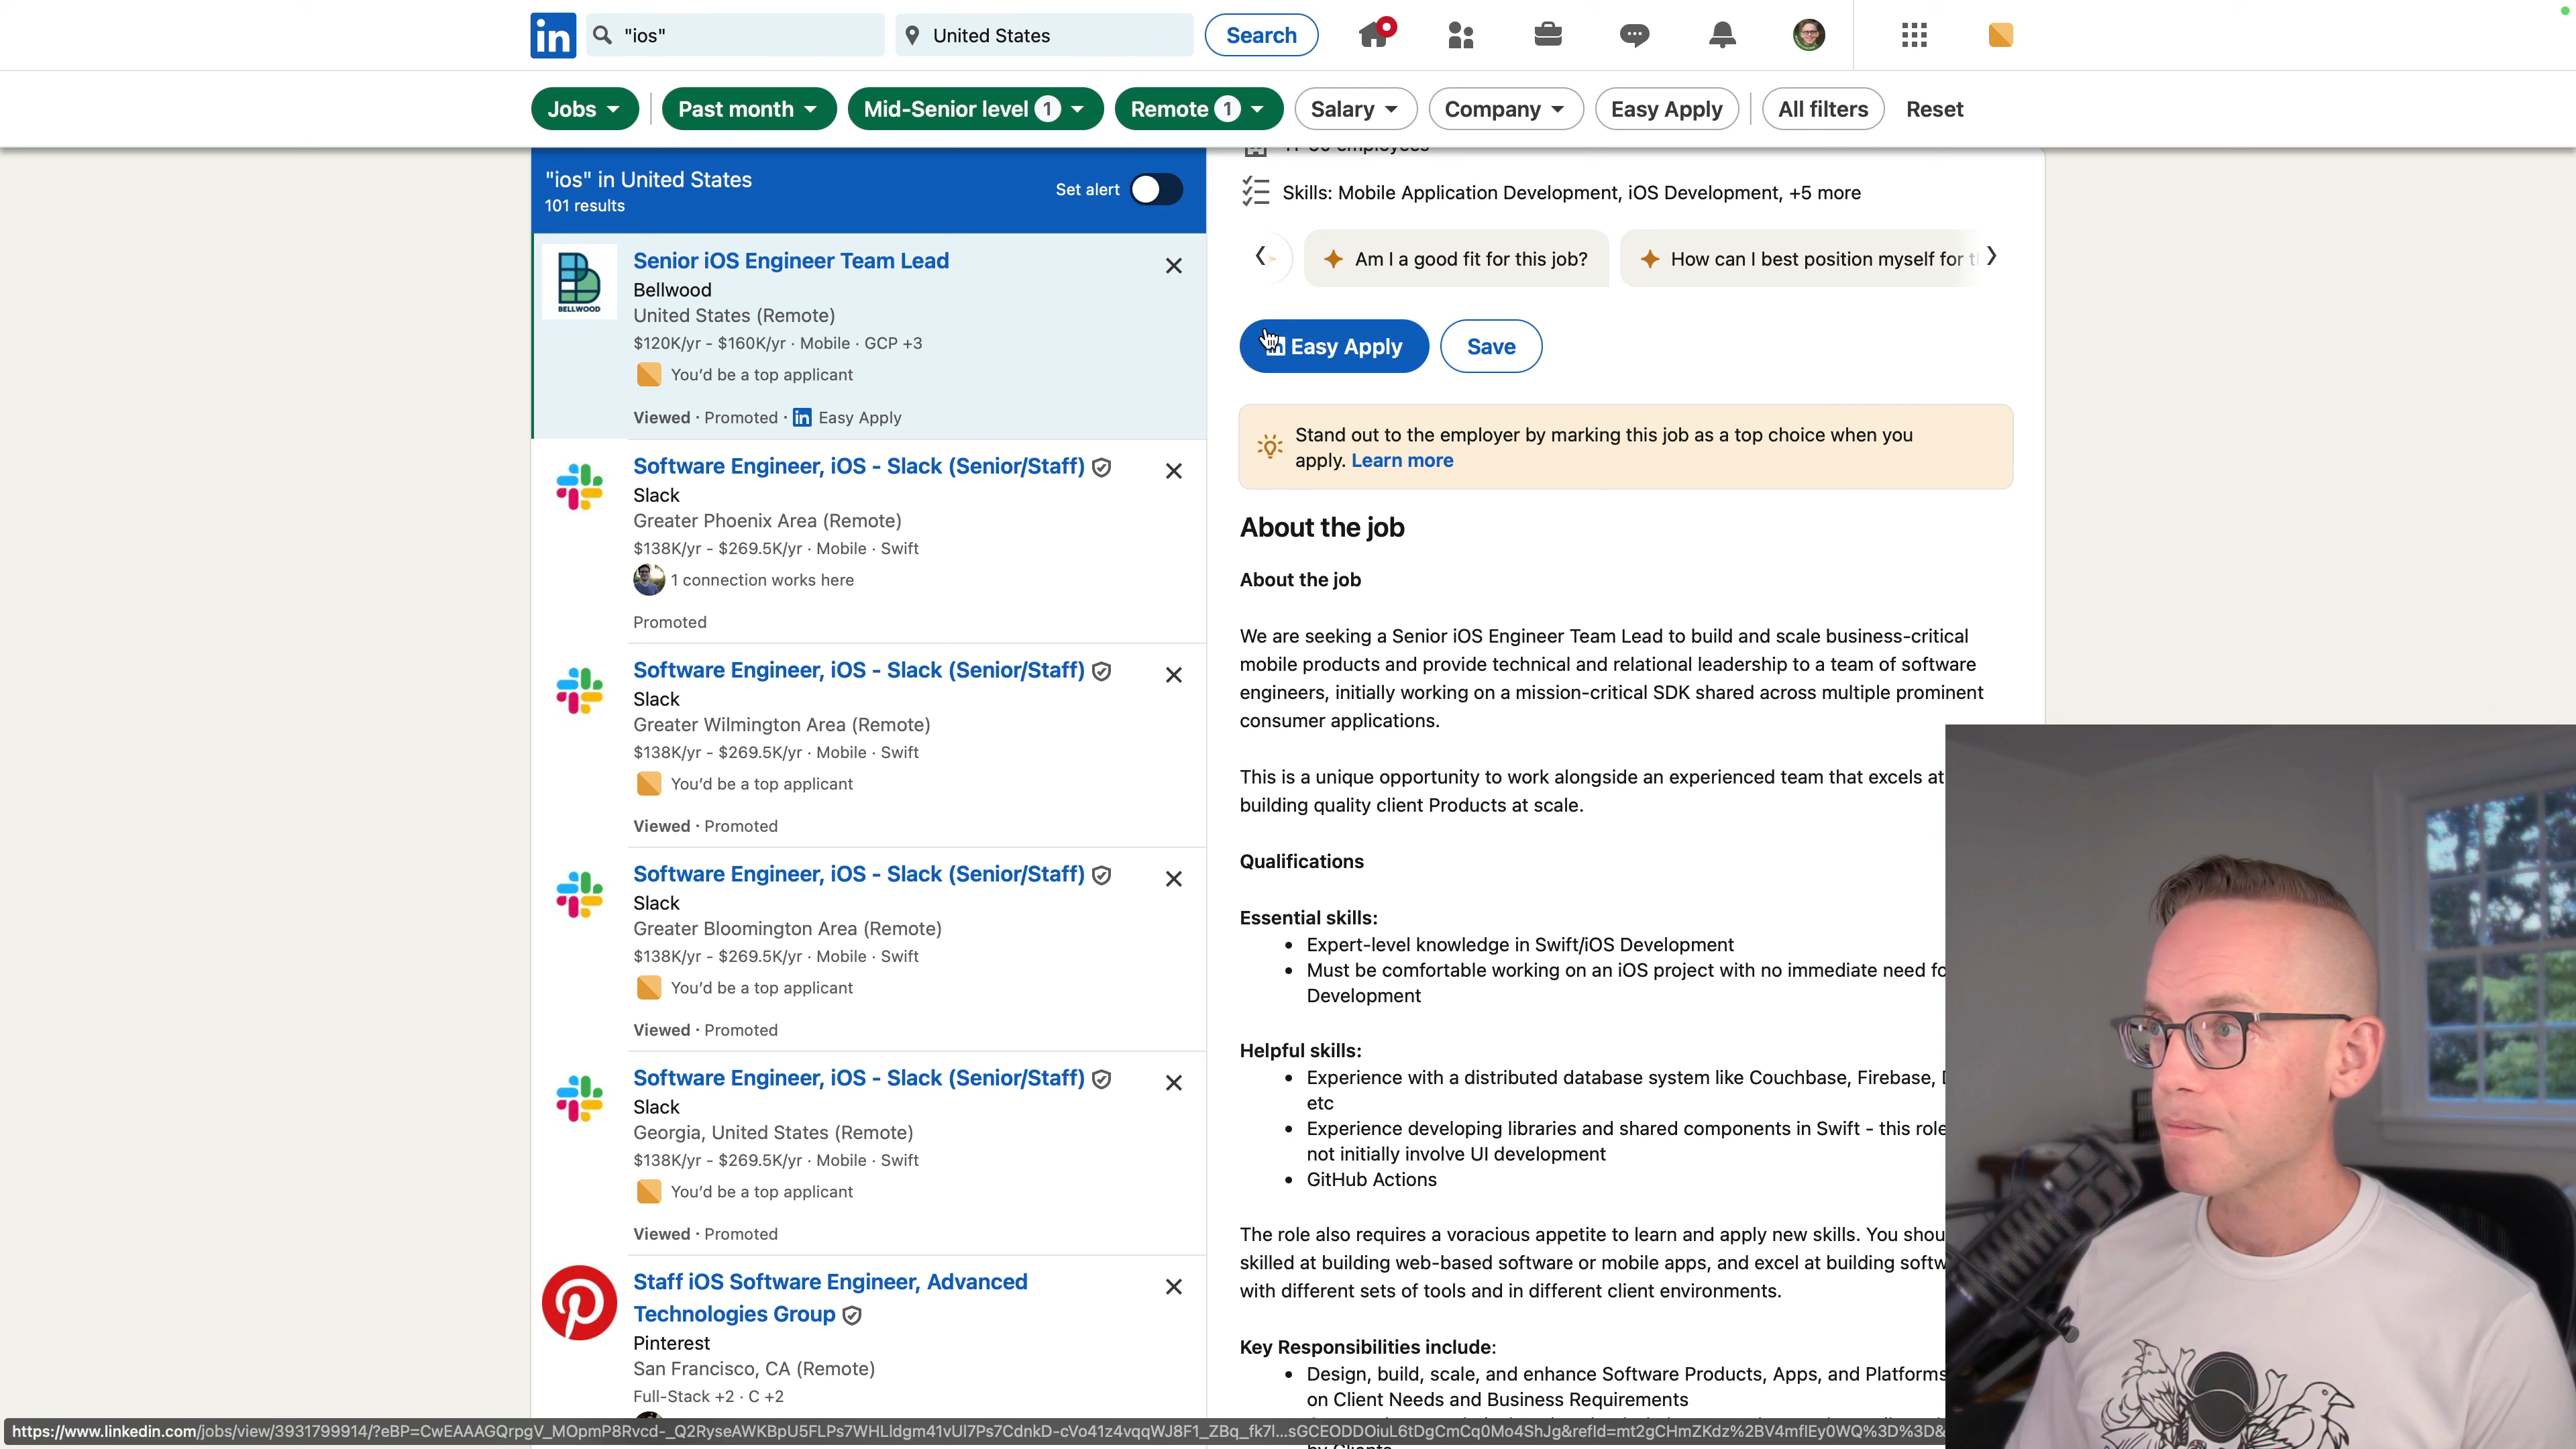 in
"ios"
United States
Search
Jobs
Past month
Mid-Senior level 1
Remote 1
Salary
Company
Easy Apply
All filters
Reset
"ios" in United States
101 results
Set alert
BELLWOOD
Senior iOS Engineer Team Lead
Bellwood
United States (Remote)
$120K/yr - $160K/yr · Mobile · GCP +3
You'd be a top applicant
Viewed · Promoted · in Easy Apply
Software Engineer, iOS - Slack (Senior/Staff)
Slack
Greater Phoenix Area (Remote)
$138K/yr - $269.5K/yr · Mobile · Swift
1 connection works here
Promoted
Software Engineer, iOS - Slack (Senior/Staff)
Slack
Greater Wilmington Area (Remote)
$138K/yr - $269.5K/yr · Mobile · Swift
You'd be a top applicant
Viewed · Promoted
Software Engineer, iOS - Slack (Senior/Staff)
Slack
Greater Bloomington Area (Remote)
$138K/yr - $269.5K/yr · Mobile · Swift
You'd be a top applicant
Viewed · Promoted
Software Engineer, iOS - Slack (Senior/Staff)
Slack
Georgia, United States (Remote)
$138K/yr - $269.5K/yr · Mobile · Swift
You'd be a top applicant
Viewed · Promoted
Staff iOS Software Engineer, Advanced
Technologies Group
Pinterest
San Francisco, CA (Remote)
Full-Stack +2 · C +2
employees
Skills: Mobile Application Development, iOS Development, +5 more
Am I a good fit for this job?
How can I best position myself for t
Easy Apply
Save
Stand out to the employer by marking this job as a top choice when you
apply. Learn more
About the job
About the job
We are seeking a Senior iOS Engineer Team Lead to build and scale business-critical
mobile products and provide technical and relational leadership to a team of software
engineers, initially working on a mission-critical SDK shared across multiple prominent
consumer applications.
This is a unique opportunity to work alongside an experienced team that excels at
building quality client Products at scale.
Qualifications
Essential skills:
• Expert-level knowledge in Swift/iOS Development
• Must be comfortable working on an iOS project with no immediate need fo
Development
Helpful skills:
• Experience with a distributed database system like Couchbase, Firebase,
etc
• Experience developing libraries and shared components in Swift - this role
not initially involve UI development
• GitHub Actions
The role also requires a voracious appetite to learn and apply new skills. You shou
skilled at building web-based software or mobile apps, and excel at building softw
with different sets of tools and in different client environments.
Key Responsibilities include:
• Design, build, scale, and enhance Software Products, Apps, and Platforms
on Client Needs and Business Requirements
by Clients